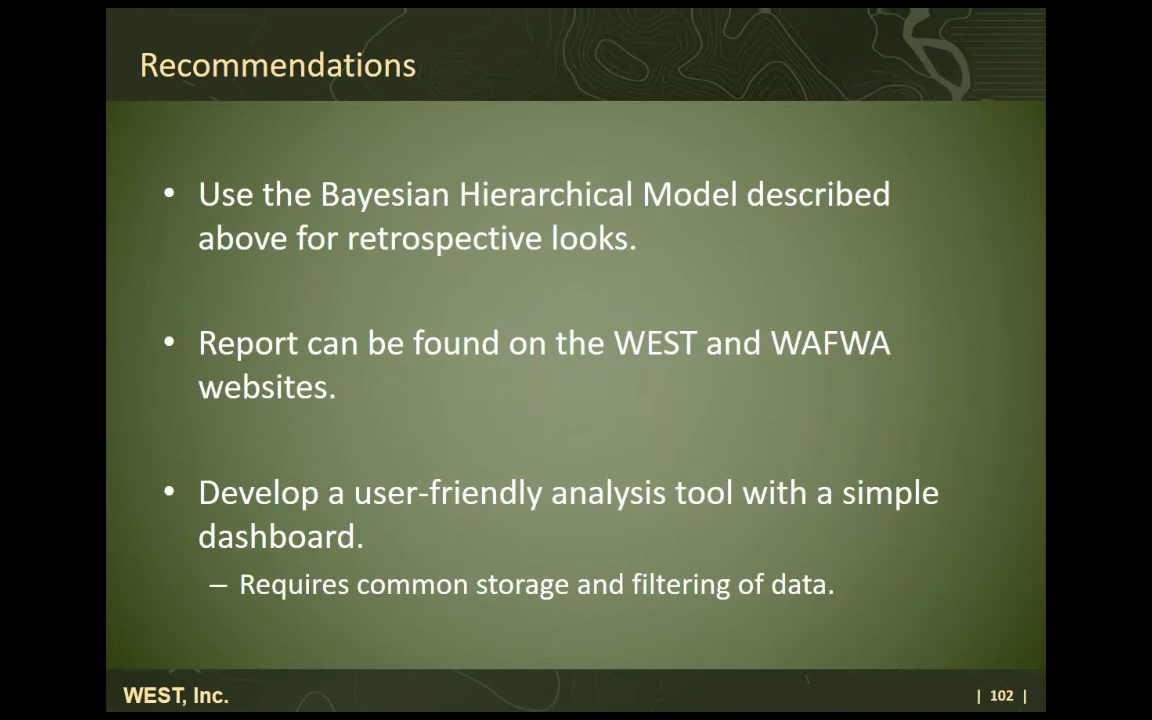 Recommendations
• Use the Bayesian Hierarchical Model described
above for retrospective looks.
• Report can be found on the WEST and WAFWA
websites.
• Develop a user-friendly analysis tool with a simple
dashboard.
– Requires common storage and filtering of data.
WEST, Inc.
| 102 |